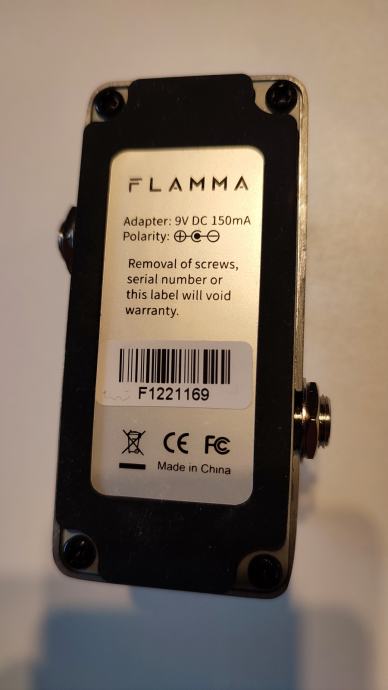 FLAMMA
Adapter: 9V DC 150mA
Polarity:
Removal of screws,
serial number or
this label will void
warranty.
F1221169
CE FC
Made in China